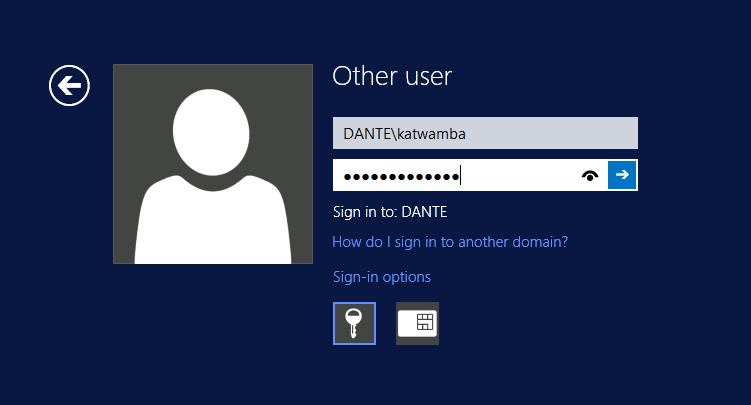 Other user
DANTE\katwamba
•••••••••••••
Sign in to: DANTE
How do I sign in to another domain?
Sign-in options